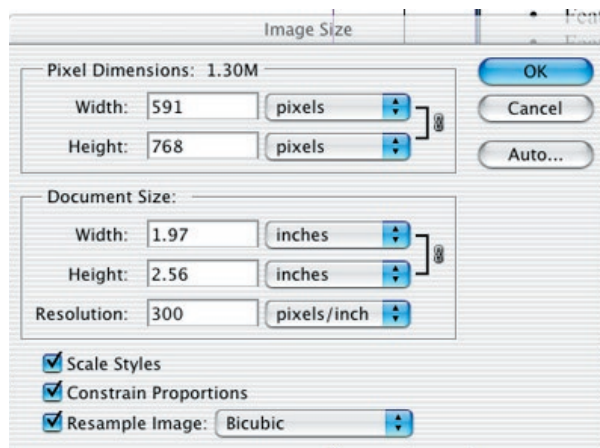 Image Size
Pixel Dimensions: 1.30M
Width: 591 pixels
Height: 768 pixels
Document Size:
Width: 1.97 inches
Height: 2.56 inches
Resolution: 300 pixels/inch
Scale Styles
Constrain Proportions
Resample Image: Bicubic
OK
Cancel
Auto...